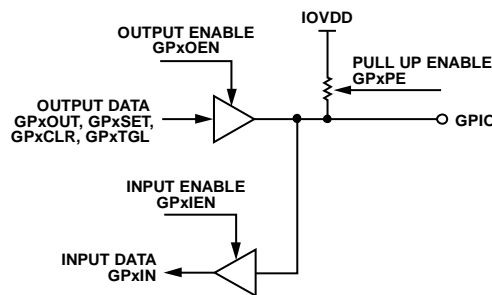 IOVDD
OUTPUT ENABLE
GPxOEN
PULL UP ENABLE
GPxPE
OUTPUT DATA
GPxOUT, GPxSET,
GPxCLR, GPxTGL
GPIO
INPUT ENABLE
GPxIEN
INPUT DATA
GPxIN